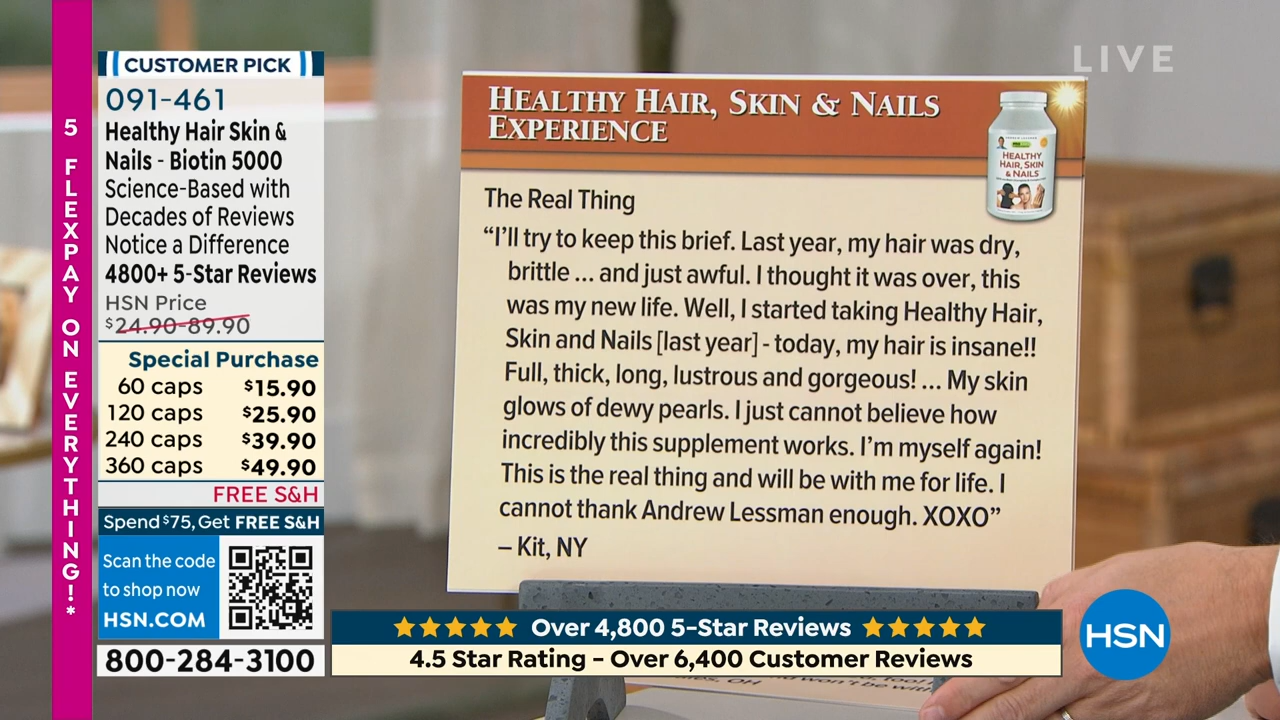 5 FLEXPAY ON EVERYTHING!*
CUSTOMER PICK
091-461
Healthy Hair Skin &
Nails - Biotin 5000
Science-Based with
Decades of Reviews
Notice a Difference
4800+ 5-Star Reviews
HSN Price
$24.90-89.90
Special Purchase
60 caps $15.90
120 caps $25.90
240 caps $39.90
360 caps $49.90
FREE S&H
Spend $75, Get FREE S&H
Scan the code
to shop now
HSN.COM
800-284-3100
LIVE
HEALTHY HAIR, SKIN & NAILS
EXPERIENCE
HEALTHY
HAIR, SKIN
& NAILS
The Real Thing
“I’ll try to keep this brief. Last year, my hair was dry,
brittle ... and just awful. I thought it was over, this
was my new life. Well, I started taking Healthy Hair,
Skin and Nails [last year] - today, my hair is insane!!
Full, thick, long, lustrous and gorgeous! ... My skin
glows of dewy pearls. I just cannot believe how
incredibly this supplement works. I’m myself again!
This is the real thing and will be with me for life. I
cannot thank Andrew Lessman enough. XOXO”
– Kit, NY
Over 4,800 5-Star Reviews
4.5 Star Rating – Over 6,400 Customer Reviews
HSN